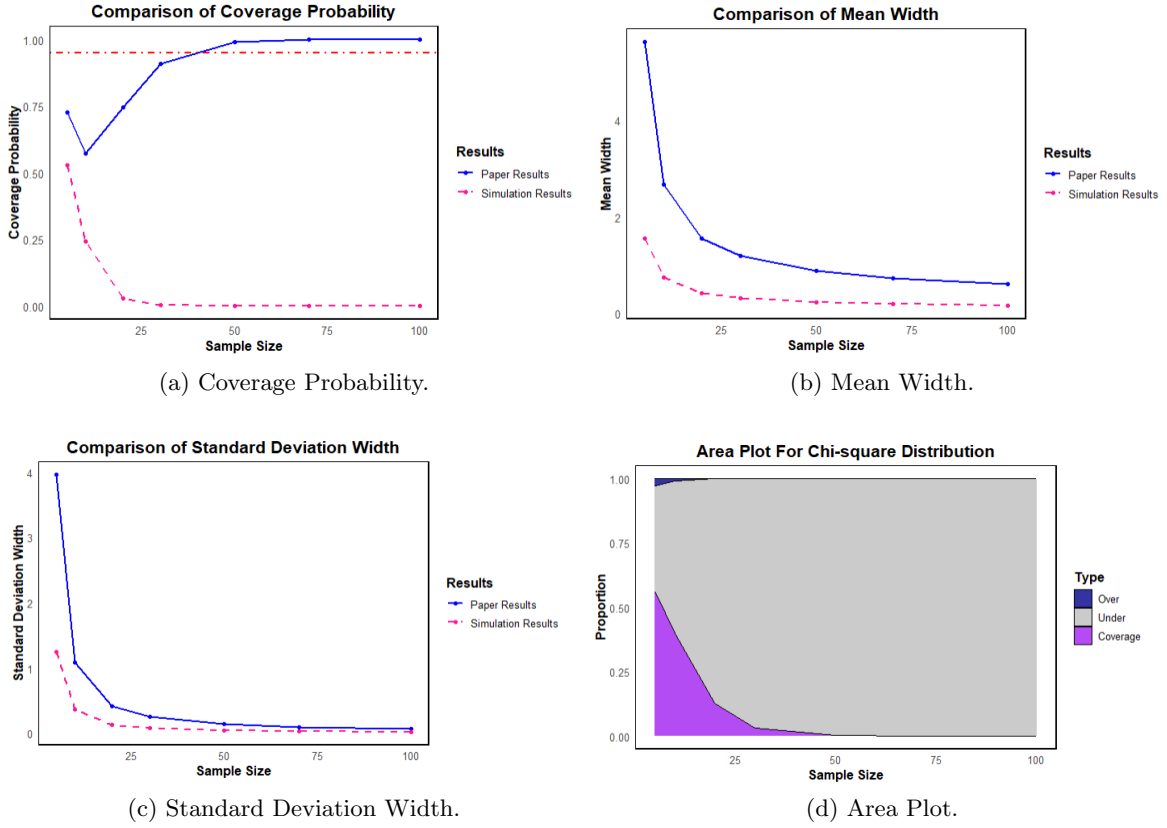 Comparison of Coverage Probability
1.00
0.75
0.50
0.25
0.00
Coverage Probability
25
50
75
100
Sample Size
Results
Paper Results
Simulation Results
(a) Coverage Probability.
Comparison of Mean Width
4
2
0
Mean Width
25
50
75
100
Sample Size
Results
Paper Results
Simulation Results
(b) Mean Width.
Comparison of Standard Deviation Width
4
3
2
1
0
Standard Deviation Width
25
50
75
100
Sample Size
Results
Paper Results
Simulation Results
(c) Standard Deviation Width.
Area Plot For Chi-square Distribution
1.00
0.75
0.50
0.25
0.00
Proportion
25
50
75
100
Sample Size
Type
Over
Under
Coverage
(d) Area Plot.